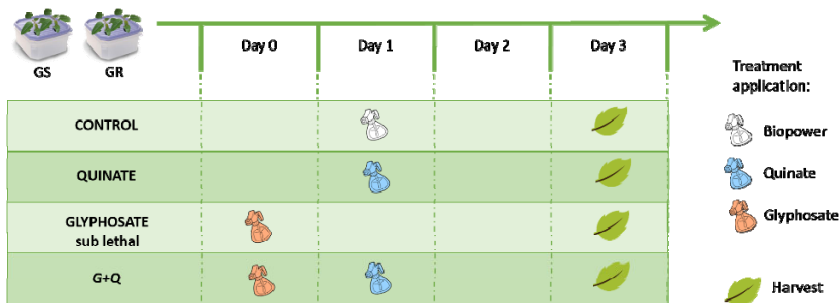 GS GR
Day 0 Day 1 Day 2 Day 3
Treatment
application:
CONTROL
Biopower
QUINATE
Quinate
GLYPHOSATE
sub lethal
Glyphosate
G+Q
Harvest